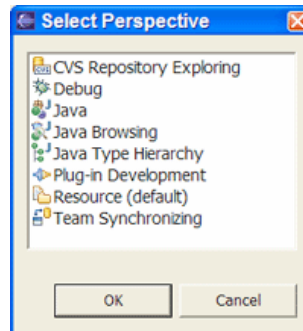 Select Perspective
CVS Repository Exploring
Debug
Java
Java Browsing
Java Type Hierarchy
Plug-in Development
Resource (default)
Team Synchronizing
OK
Cancel